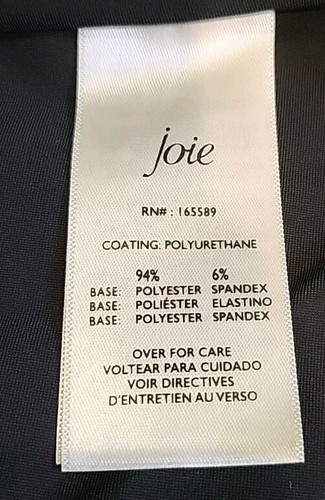 joie
RN# : 165589
COATING: POLYURETHANE
94% 6%
BASE: POLYESTER SPANDEX
BASE: POLIÉSTER ELASTINO
BASE: POLYESTER SPANDEX
OVER FOR CARE
VOLTEAR PARA CUIDADO
VOIR DIRECTIVES
D'ENTRETIEN AU VERSO